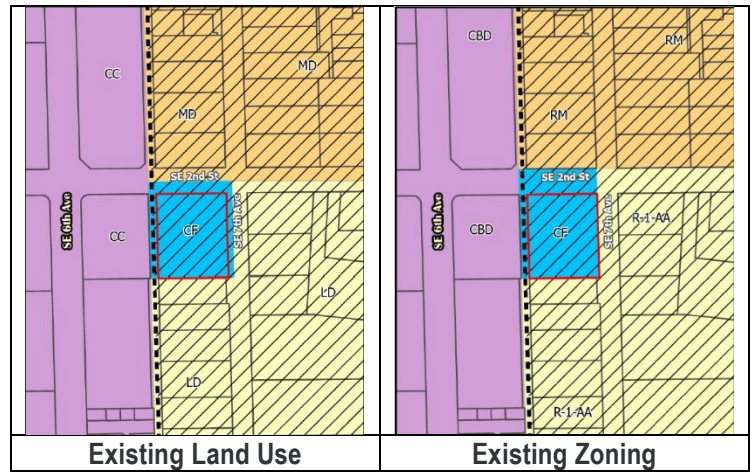 CC
MD
MD
SE 2nd St
SE 6th Ave
CC
CF
SE 7th Ave
LD
LD
Existing Land Use
CBD
RM
RM
SE 2nd St
SE 6th Ave
CBD
CF
SE 7th Ave
R-1-AA
R-1-AA
Existing Zoning